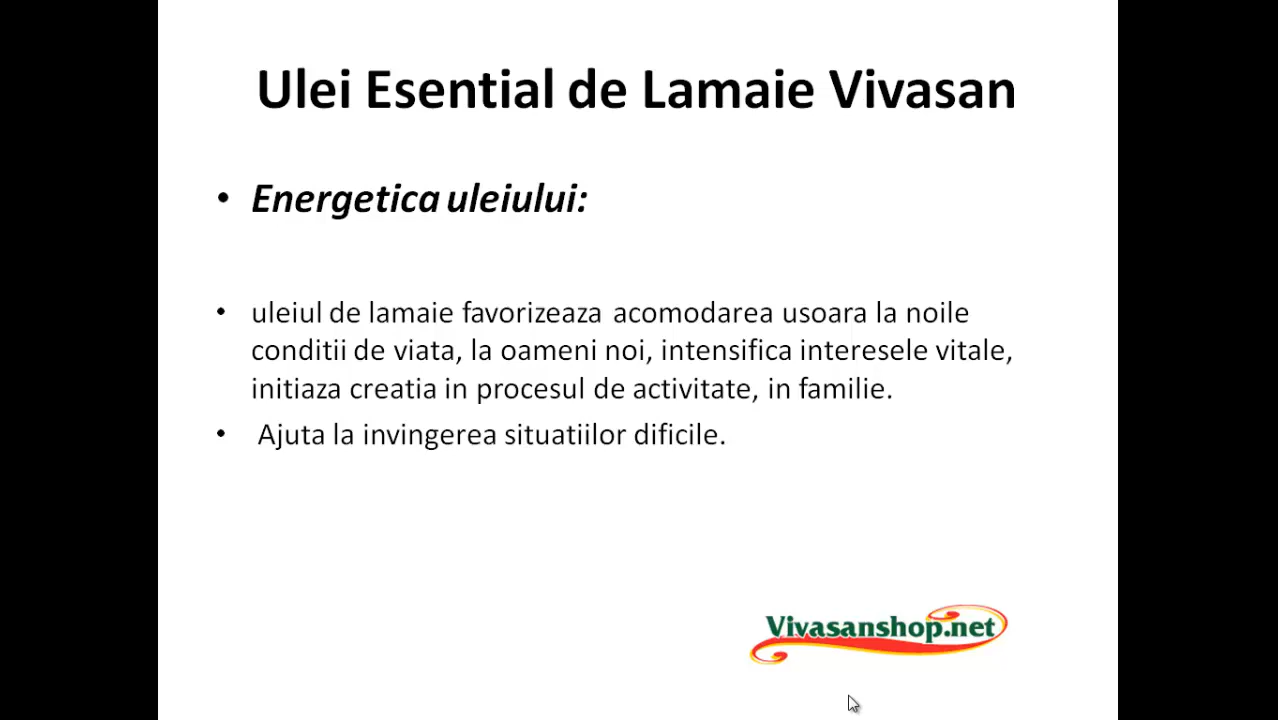 Ulei Esential de Lamaie Vivasan
• Energetica uleiului:
• uleiul de lamaie favorizeaza acomodarea usoara la noile
conditii de viata, la oameni noi, intensifica interesele vitale,
initiaza creatia in procesul de activitate, in familie.
• Ajuta la invingerea situatiilor dificile.
Vivasanshop.net